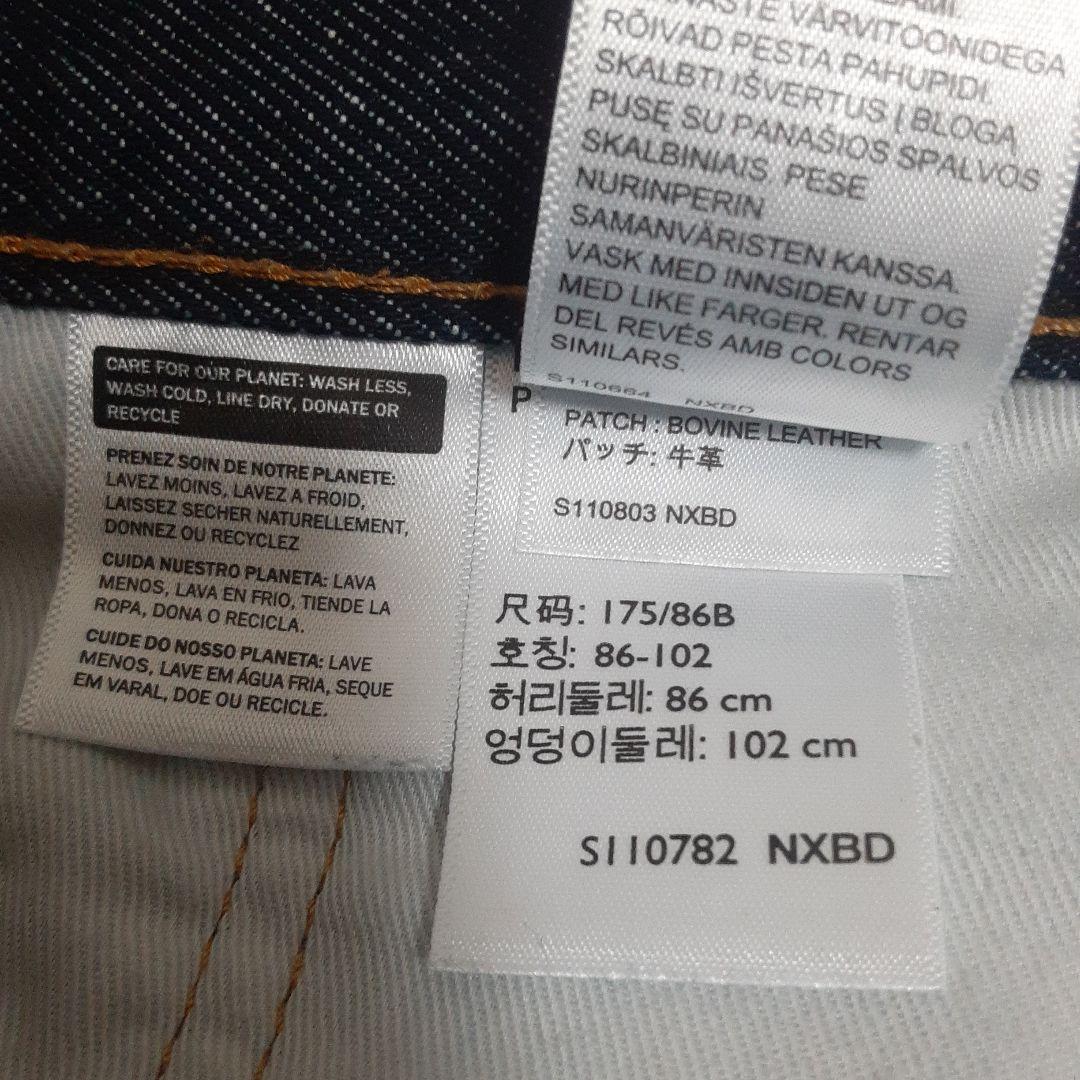 VÄRVITOONIDEGA
RÕIVAD PESTA PAHUPIDI.
SKALBTI IŠVERTUS Į BLOGA
PUSĘ SU PANAŠIOS SPALVOS
SKALBINIAIS. PESE
NURINPERIN
SAMANVÄRISTEN KANSSA.
VASK MED INNSIDEN UT OG
MED LIKE FARGER. RENTAR
DEL REVÉS AMB COLORS
SIMILARS.
S110664 NXBD
CARE FOR OUR PLANET: WASH LESS,
WASH COLD, LINE DRY, DONATE OR
RECYCLE
PRENEZ SOIN DE NOTRE PLANETE:
LAVEZ MOINS, LAVEZ A FROID,
LAISSEZ SECHER NATURELLEMENT,
DONNEZ OU RECYCLEZ
CUIDA NUESTRO PLANETA: LAVA
MENOS, LAVA EN FRIO, TIENDE LA
ROPA, DONA O RECICLA.
CUIDE DO NOSSO PLANETA: LAVE
MENOS, LAVE EM ÁGUA FRIA, SEQUE
EM VARAL, DOE OU RECICLE.
P
PATCH : BOVINE LEATHER
パッチ: 牛革
S110803 NXBD
尺码: 175/86B
호칭: 86-102
허리둘레: 86 cm
엉덩이둘레: 102 cm
S110782 NXBD